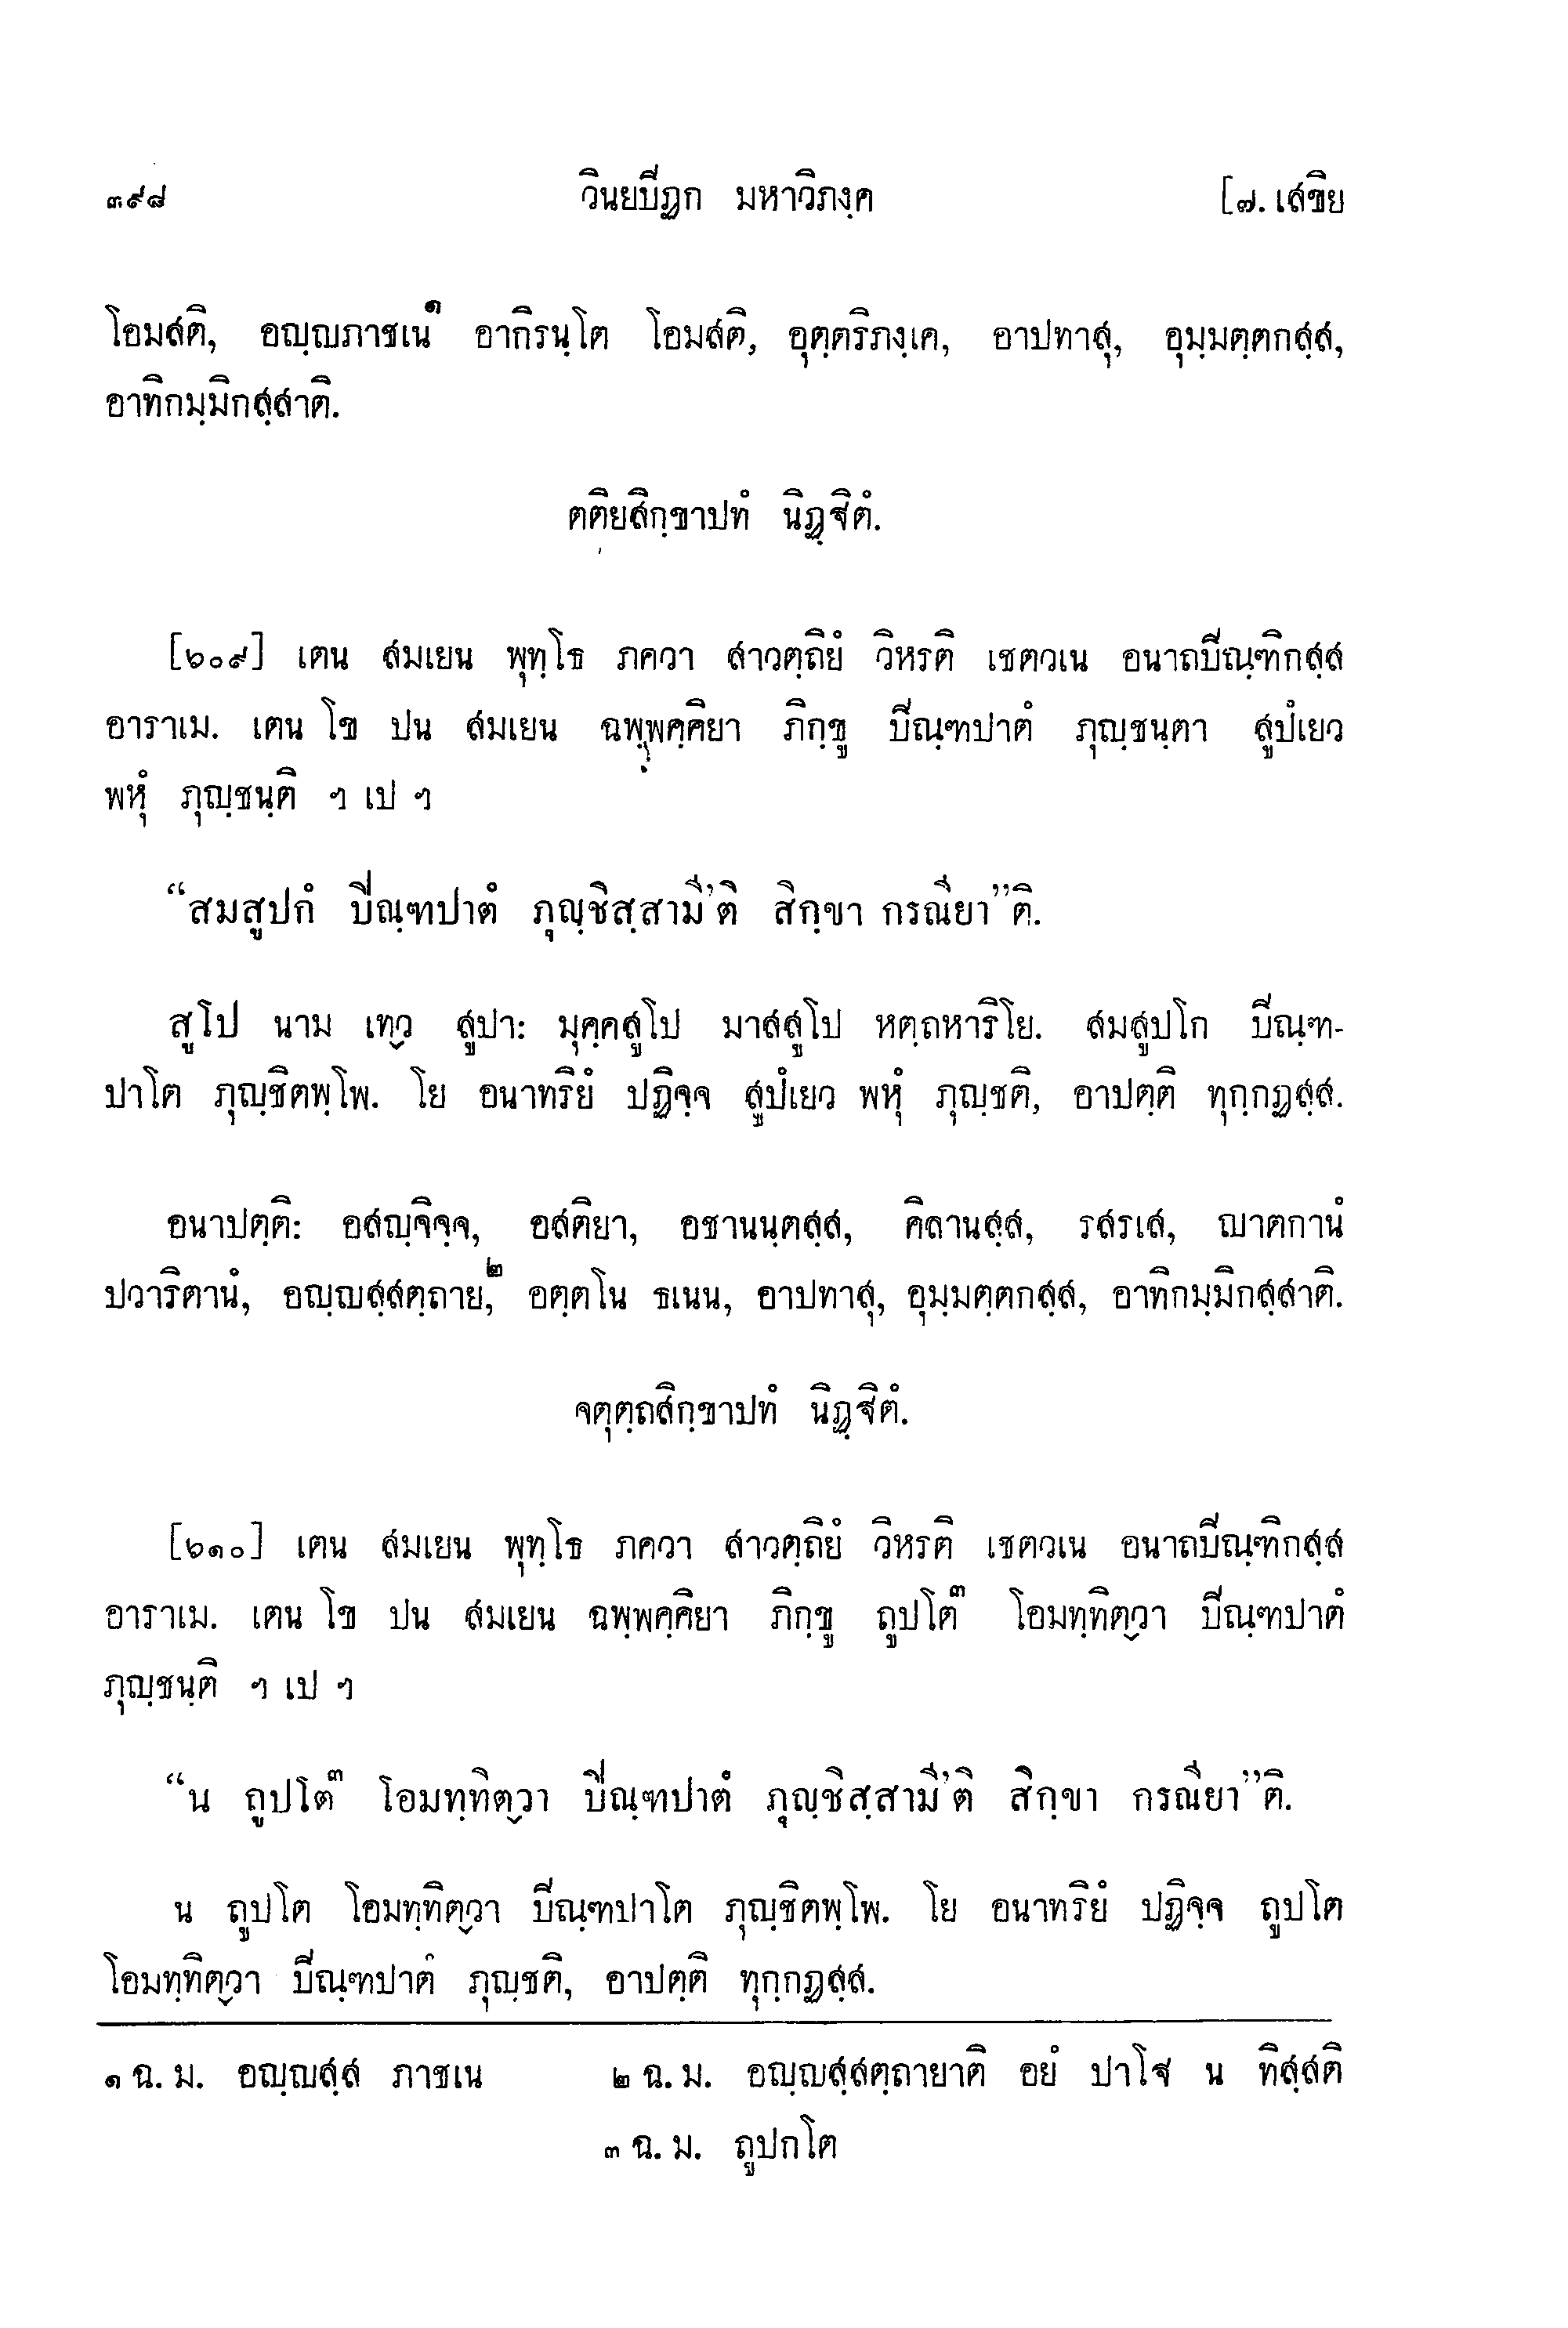 ๓๙๘ วินยปิฏก มหาวิภงฺค [๗. เสขิย
โอมสติ, อญฺญภาชเน๑ อากิรนฺโต โอมสติ, อุตฺตริภงฺเค, อาปทาสุ, อุมฺมตฺตกสฺส,
อาทิกมฺมิกสฺสาติ.
ตติยสิกฺขาปทํ นิฏฺฐิตํ.
[๖๐๙] เตน สมเยน พุทฺโธ ภควา สาวตฺถิยํ วิหรติ เชตวเน อนาถปิณฺฑิกสฺส
อาราเม. เตน โข ปน สมเยน ฉพฺพคฺคิยา ภิกฺขู ปิณฺฑปาตํ ภุญฺชนฺตา สูปํเยว
พหุํ ภุญฺชนฺติ ฯ เป ฯ
“สมสูปกํ ปิณฺฑปาตํ ภุญฺชิสฺสามี’ติ สิกฺขา กรณียา”ติ.
สูโป นาม เทฺว สูปา: มุคฺคสูโป มาสสูโป หตฺถหาริโย. สมสูปโก ปิณฺฑ-
ปาโต ภุญฺชิตพฺโพ. โย อนาทริยํ ปฏิจฺจ สูปํเยว พหุํ ภุญฺชติ, อาปตฺติ ทุกฺกฏสฺส.
อนาปตฺติ: อสญฺจิจฺจ, อสติยา, อชานนฺตสฺส, คิลานสฺส, รสรเส, ญาตกานํ
ปวาริตานํ, อญฺญสฺสตฺถาย,๒ อตฺตโน ธเนน, อาปทาสุ, อุมฺมตฺตกสฺส, อาทิกมฺมิกสฺสาติ.
จตุตฺถสิกฺขาปทํ นิฏฺฐิตํ.
[๖๑๐] เตน สมเยน พุทฺโธ ภควา สาวตฺถิยํ วิหรติ เชตวเน อนาถปิณฺฑิกสฺส
อาราเม. เตน โข ปน สมเยน ฉพฺพคฺคิยา ภิกฺขู ถูปโต๓ โอมทฺทิตฺวา ปิณฺฑปาตํ
ภุญฺชนฺติ ฯ เป ฯ
“น ถูปโต๓ โอมทฺทิตฺวา ปิณฺฑปาตํ ภุญฺชิสฺสามี’ติ สิกฺขา กรณียา”ติ.
น ถูปโต โอมทฺทิตฺวา ปิณฺฑปาโต ภุญฺชิตพฺโพ. โย อนาทริยํ ปฏิจฺจ ถูปโต
โอมทฺทิตฺวา ปิณฺฑปาตํ ภุญฺชติ, อาปตฺติ ทุกฺกฏสฺส.
๑ ฉ. ม. อญฺญสฺส ภาชเน ๒ ฉ. ม. อญฺญสฺสตฺถายาติ อยํ ปาโฐ น ทิสฺสติ
๓ ฉ. ม. ถูปกโต